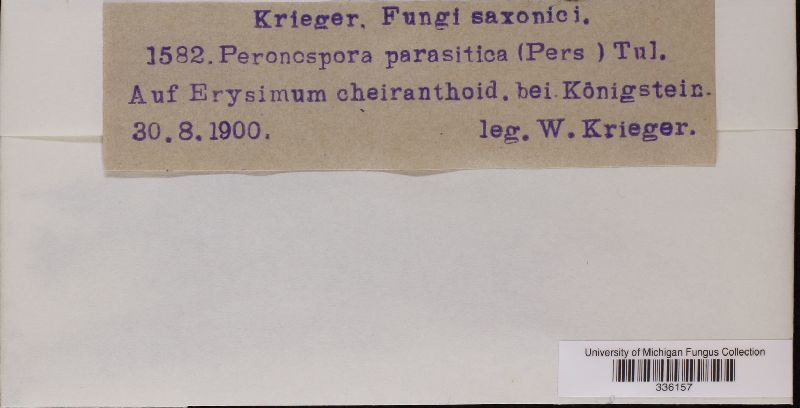 Krieger. Fungi saxonici.
1582. Peronospora parasitica (Pers ) Tul.
Auf Erysimum cheiranthoid. bei Königstein.
30. 8. 1900.    leg. W. Krieger.
University of Michigan Fungus Collection
336157